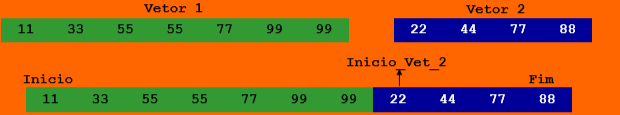 Vetor 1 Vetor 2
11 33 55 55 77 99 99 22 44 77 88
Inicio_Vet_2
Inicio Fim
11 33 55 55 77 99 99 22 44 77 88